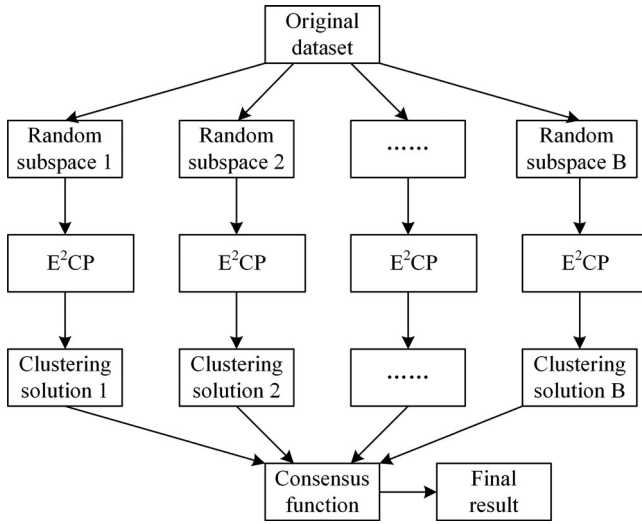 Original
dataset
Random
subspace 1
Random
subspace 2
……
Random
subspace B
E²CP
E²CP
E²CP
E²CP
Clustering
solution 1
Clustering
solution 2
……
Clustering
solution B
Consensus
function
Final
result